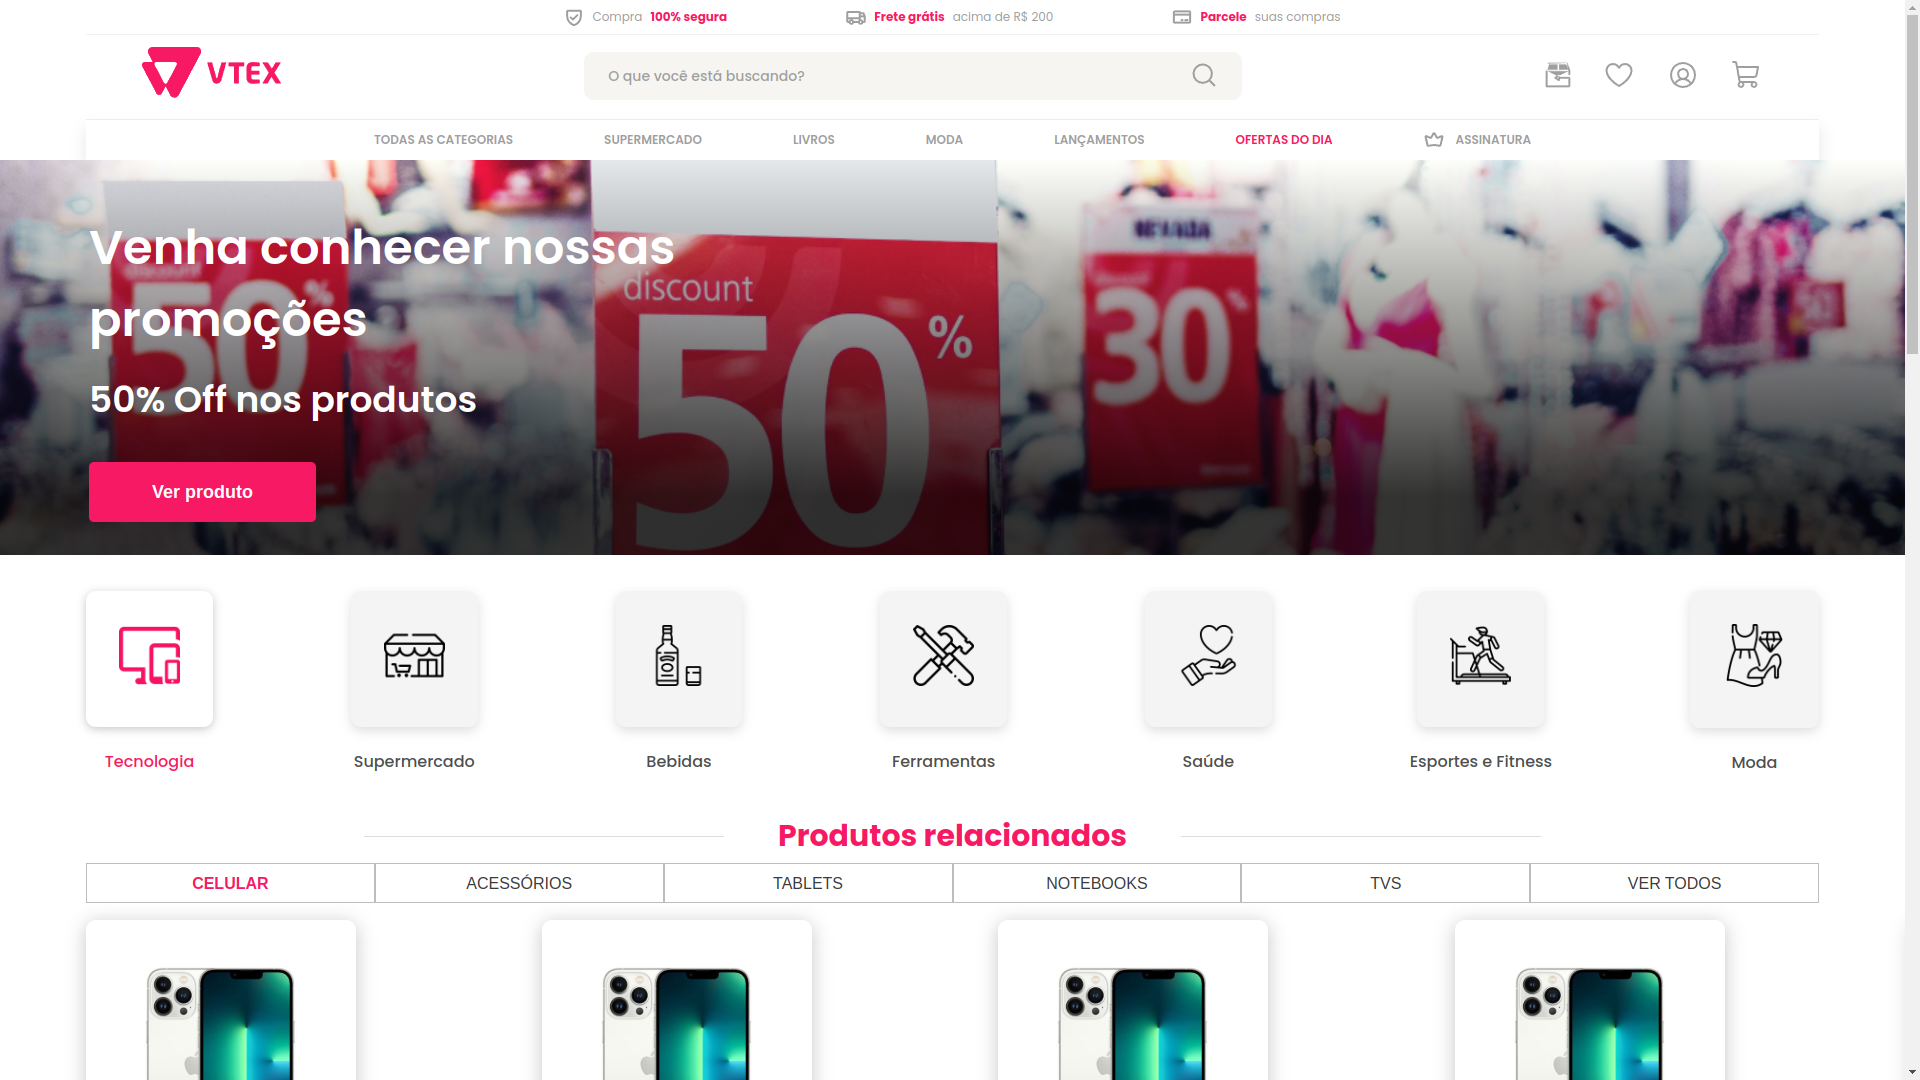 Compra 100% segura
Frete grátis acima de R$ 200
Parcele suas compras
VTEX
O que você está buscando?
TODAS AS CATEGORIAS
SUPERMERCADO
LIVROS
MODA
LANÇAMENTOS
OFERTAS DO DIA
ASSINATURA
Venha conhecer nossas
promoções
50% Off nos produtos
Ver produto
discount
50%
discount
50%
NEVADA
30%
Tecnologia
Supermercado
Bebidas
Ferramentas
Saúde
Esportes e Fitness
Moda
Produtos relacionados
CELULAR
ACESSÓRIOS
TABLETS
NOTEBOOKS
TVS
VER TODOS